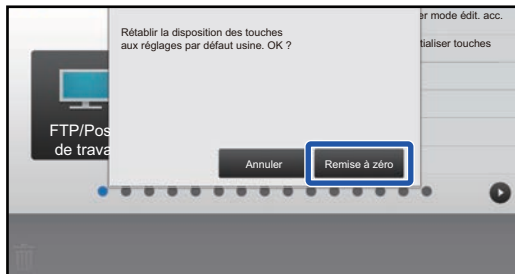 er mode édit. acc.
Rétablir la disposition des touches
aux réglages par défaut usine. OK ?
tialiser touches
FTP/Pos
de trava
Annuler
Remise à zéro